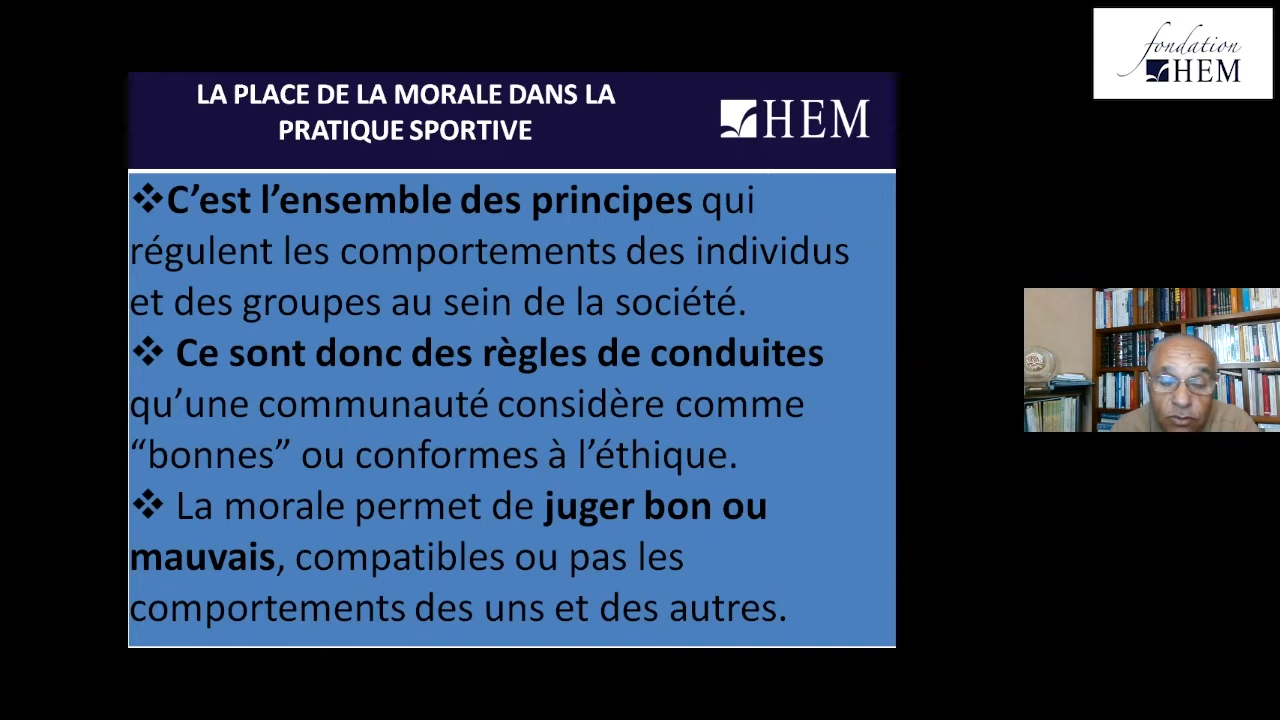 fondation
HEM
LA PLACE DE LA MORALE DANS LA
PRATIQUE SPORTIVE
HEM
❖C’est l’ensemble des principes qui
régulent les comportements des individus
et des groupes au sein de la société.
❖ Ce sont donc des règles de conduites
qu’une communauté considère comme
“bonnes” ou conformes à l’éthique.
❖ La morale permet de juger bon ou
mauvais, compatibles ou pas les
comportements des uns et des autres.